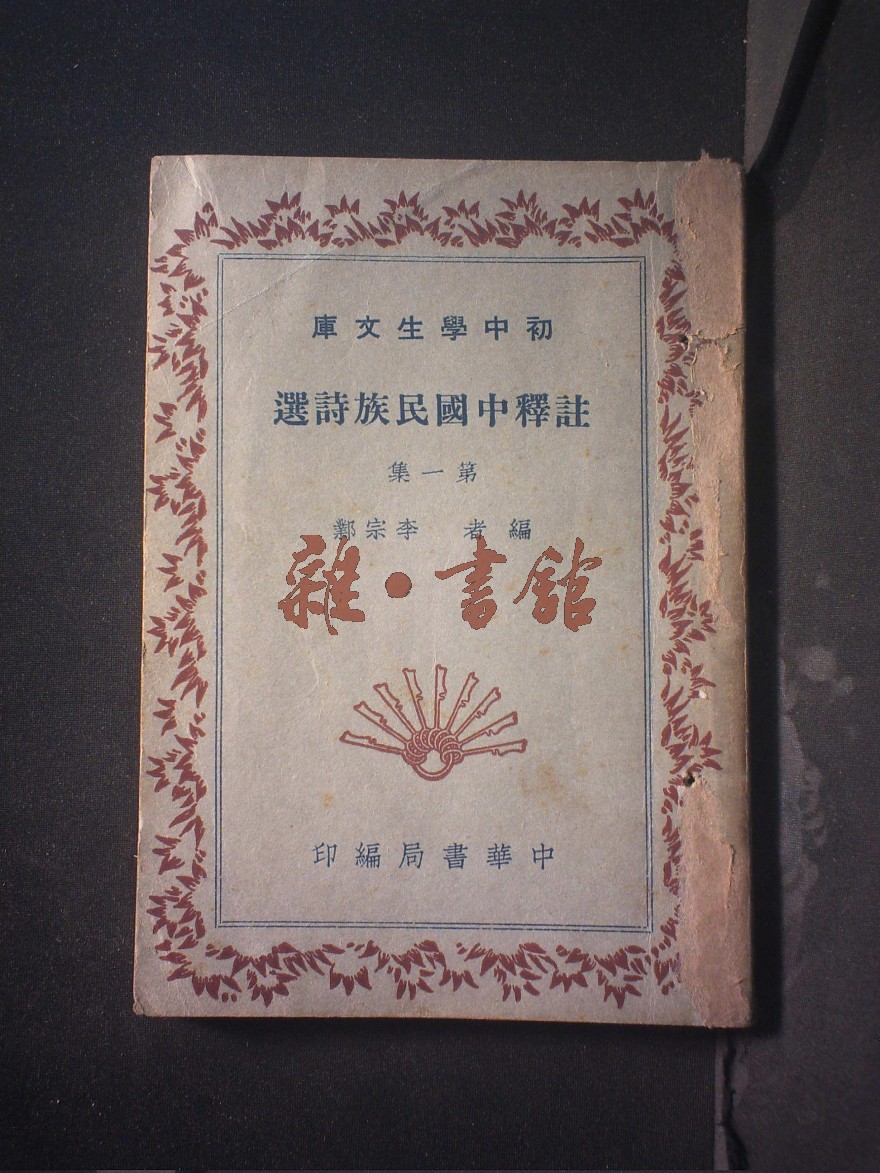 初中學生文庫
註釋中國民族詩選
第一集
編者 李宗鄴
雜·書館
中華書局編印